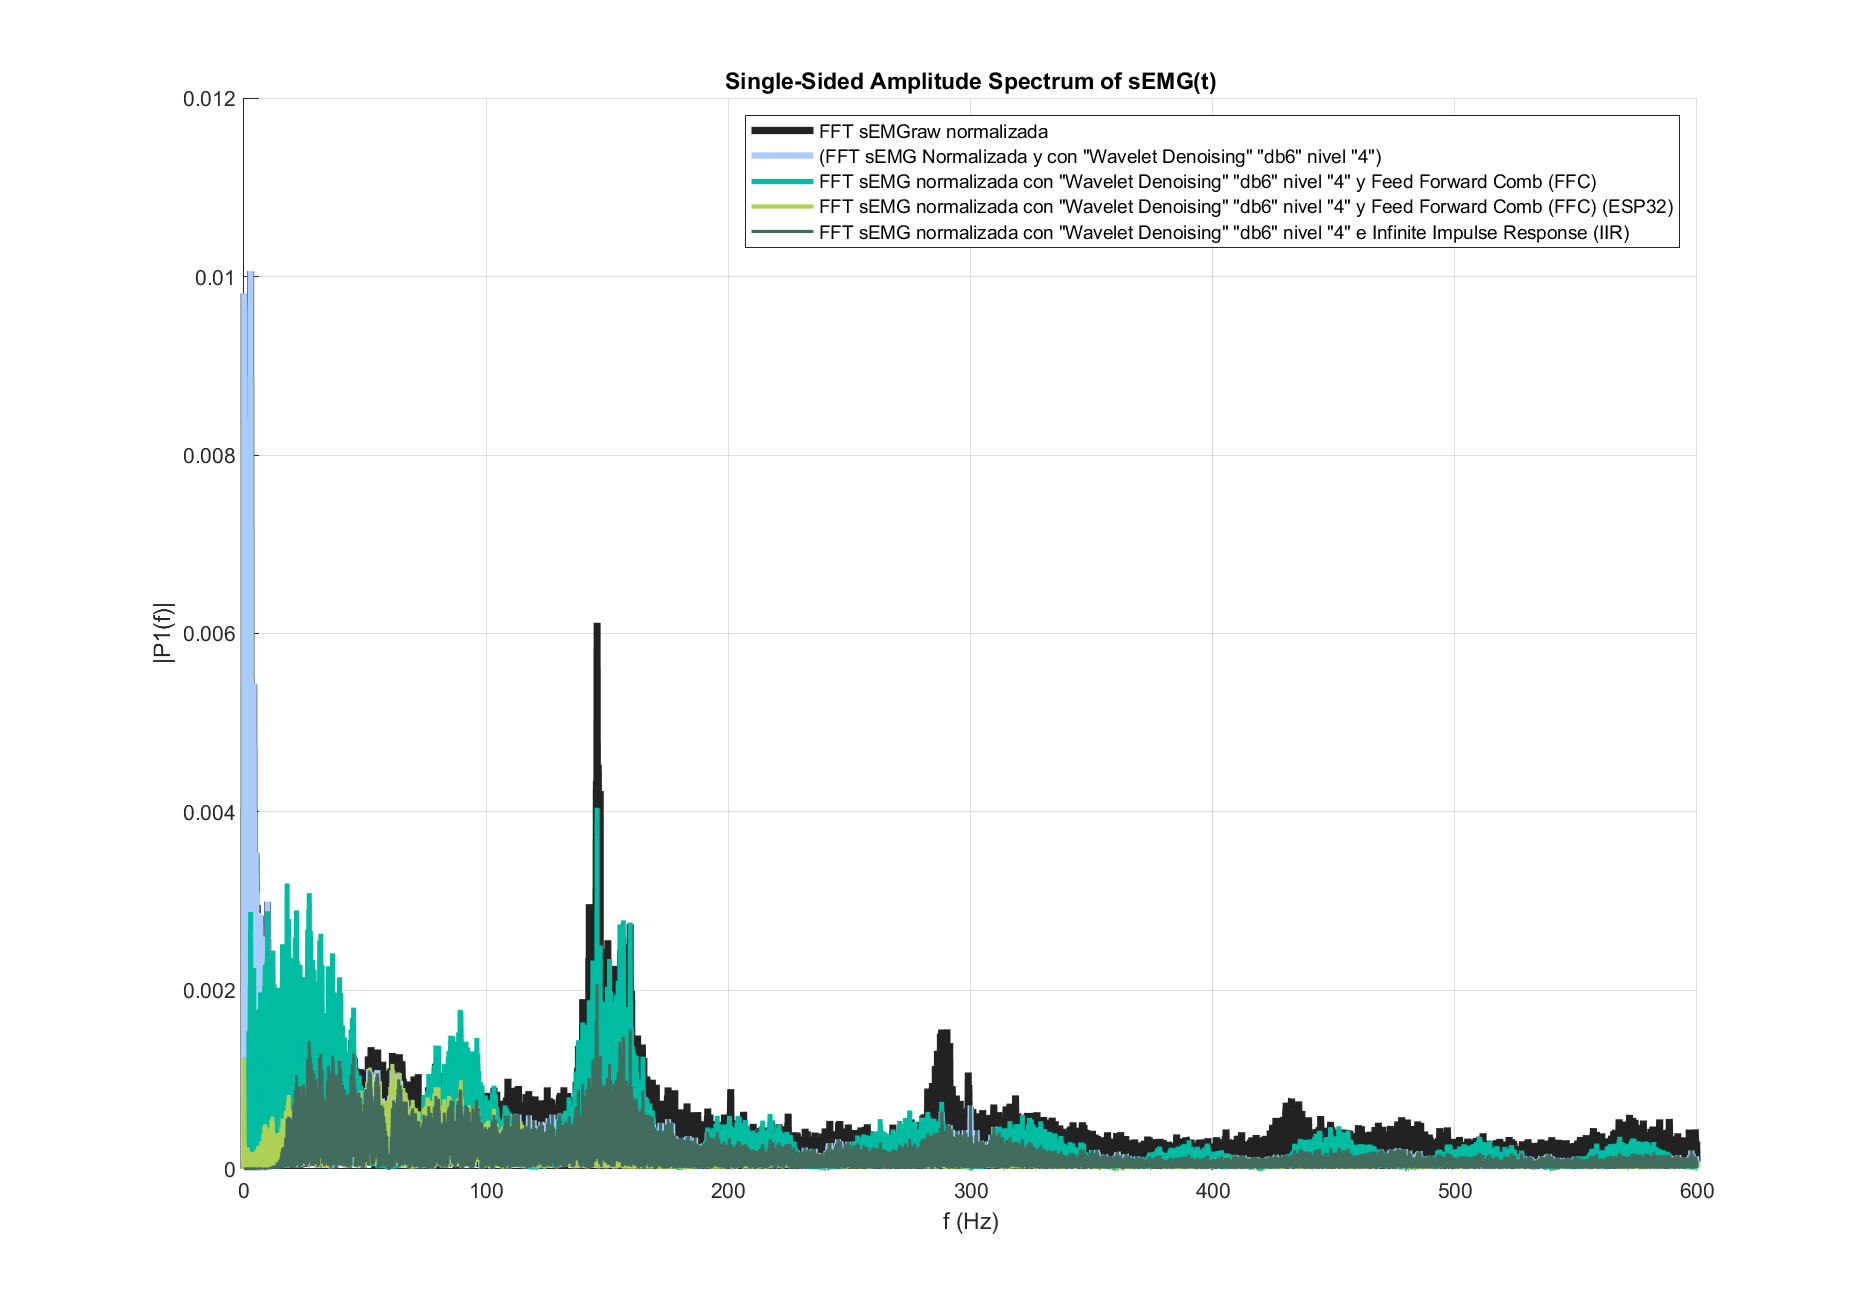 Single-Sided Amplitude Spectrum of sEMG(t)
0.012
FFT sEMGraw normalizada
(FFT sEMG Normalizada y con "Wavelet Denoising" "db6" nivel "4")
FFT sEMG normalizada con "Wavelet Denoising" "db6" nivel "4" y Feed Forward Comb (FFC)
FFT sEMG normalizada con "Wavelet Denoising" "db6" nivel "4" y Feed Forward Comb (FFC) (ESP32)
FFT sEMG normalizada con "Wavelet Denoising" "db6" nivel "4" e Infinite Impulse Response (IIR)
0.01
0.008
|P1(f)|
0.006
0.004
0.002
0
0 100 200 300 400 500 600
f (Hz)